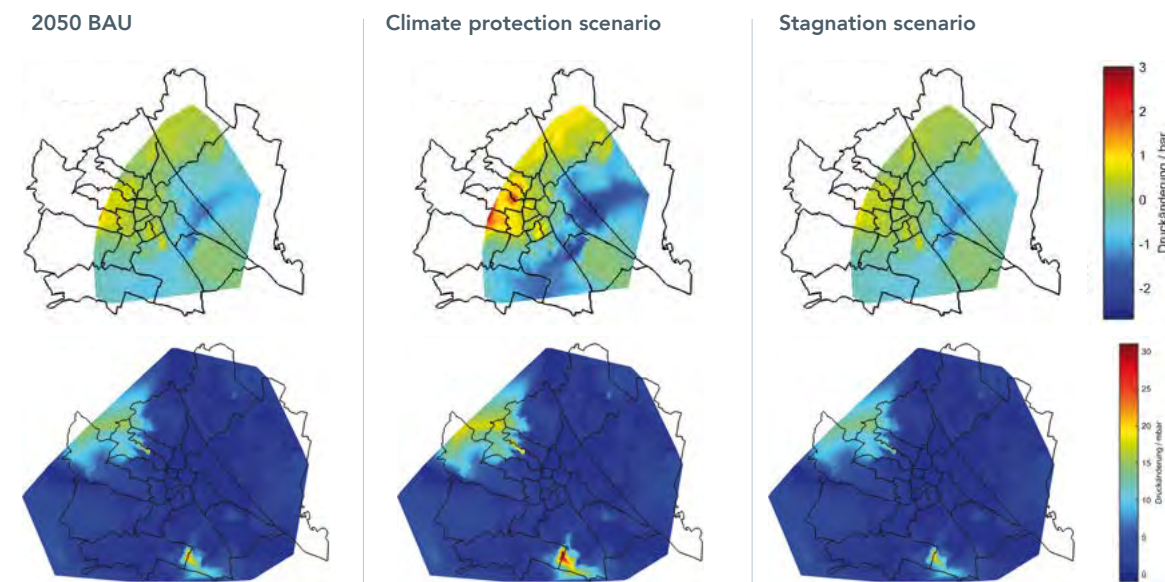 2050 BAU
Climate protection scenario
Stagnation scenario
3
2
1
0
-1
-2
Druckänderung / bar
30
25
20
15
10
5
0
Druckänderung / mbar